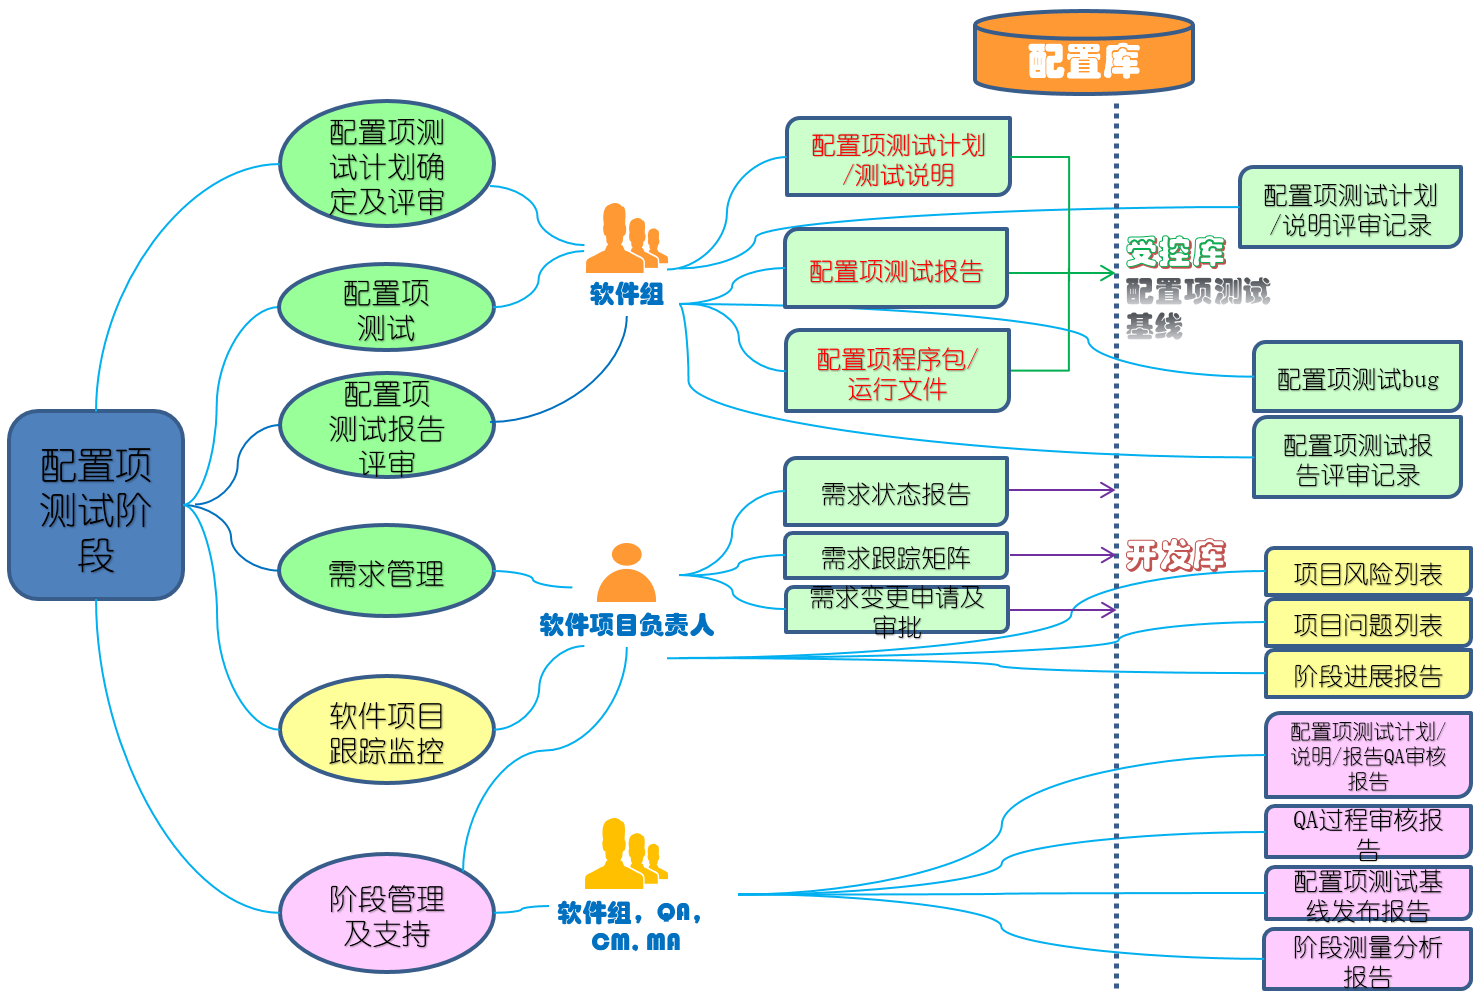 配置库
配置项测
试计划确
定及评审
配置项
测试
配置项
测试报告
评审
配置项
测试阶
段
需求管理
软件项目
跟踪监控
阶段管理
及支持
软件组
软件项目负责人
软件组，QA，
CM，MA
配置项测试计划
/测试说明
配置项测试报告
配置项程序包/
运行文件
需求状态报告
需求跟踪矩阵
需求变更申请及
审批
受控库
配置项测试
基线
开发库
配置项测试计划
/说明评审记录
配置项测试bug
配置项测试报
告评审记录
项目风险列表
项目问题列表
阶段进展报告
配置项测试计划/
说明/报告QA审核
报告
QA过程审核报
告
配置项测试基
线发布报告
阶段测量分析
报告